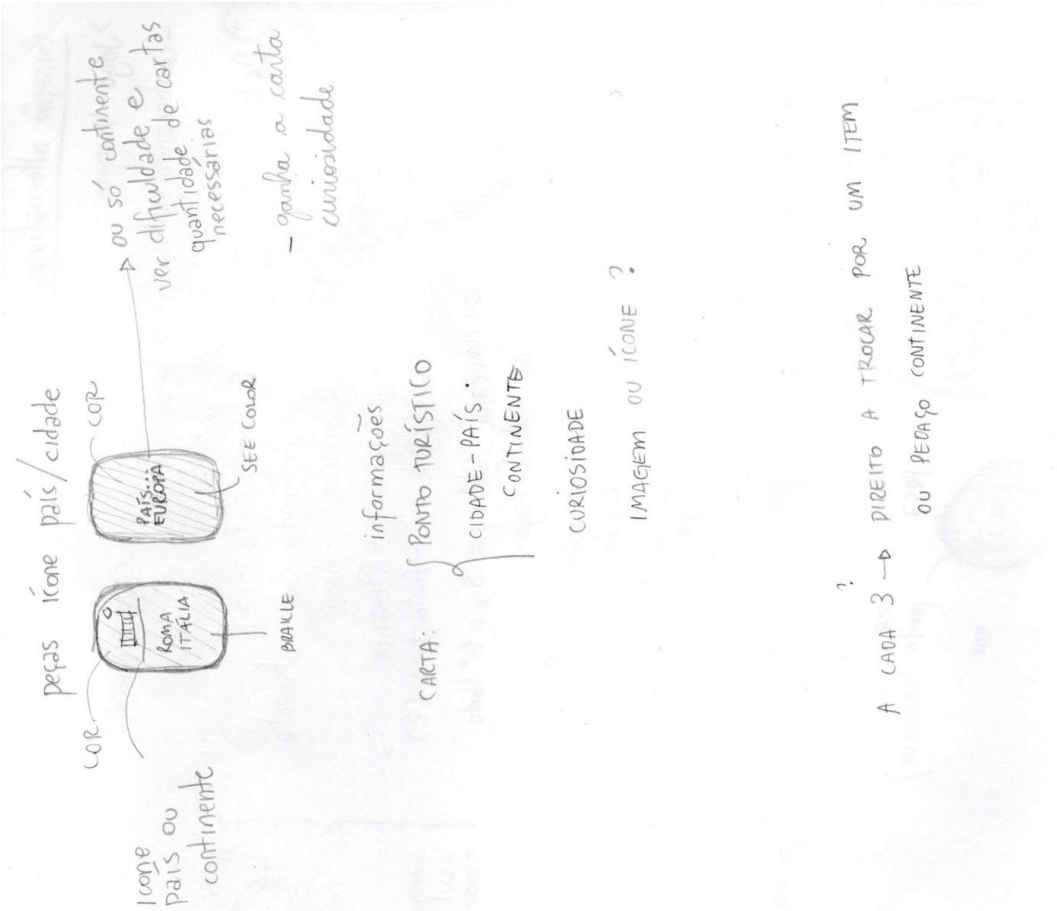 peças ícone país/cidade
COR
COR
ROMA
ITÁLIA
PAÍS...
EUROPA
BRAILLE
SEE COLOR
Icone
país ou
continente
ou só continente
ver dificuldade e
quantidade de cartas
necessárias
- ganha a carta
curiosidade
informações
CARTA: PONTO TURÍSTICO
CIDADE-PAÍS
CONTINENTE
CURIOSIDADE
IMAGEM OU ÍCONE ?
?
A CADA 3 → DIREITO A TROCAR POR UM ITEM
OU PEDAÇO CONTINENTE